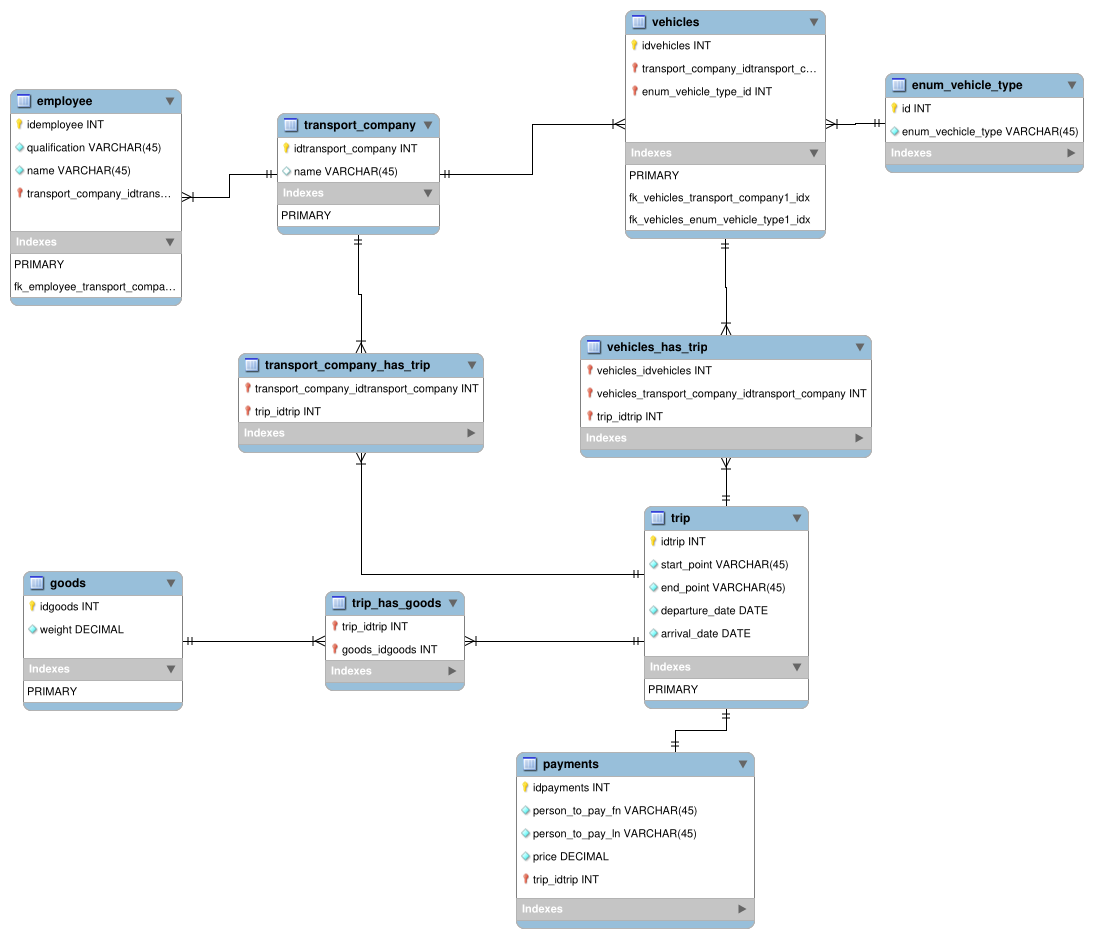 employee
idemployee INT
qualification VARCHAR(45)
name VARCHAR(45)
transport_company_idtrans...
Indexes
PRIMARY
fk_employee_transport_compa...
transport_company
idtransport_company INT
name VARCHAR(45)
Indexes
PRIMARY
vehicles
idvehicles INT
transport_company_idtransport_c...
enum_vehicle_type_id INT
Indexes
PRIMARY
fk_vehicles_transport_company1_idx
fk_vehicles_enum_vehicle_type1_idx
enum_vehicle_type
id INT
enum_vechicle_type VARCHAR(45)
Indexes
transport_company_has_trip
transport_company_idtransport_company INT
trip_idtrip INT
Indexes
vehicles_has_trip
vehicles_idvehicles INT
vehicles_transport_company_idtransport_company INT
trip_idtrip INT
Indexes
goods
idgoods INT
weight DECIMAL
Indexes
PRIMARY
trip_has_goods
trip_idtrip INT
goods_idgoods INT
Indexes
trip
idtrip INT
start_point VARCHAR(45)
end_point VARCHAR(45)
departure_date DATE
arrival_date DATE
Indexes
PRIMARY
payments
idpayments INT
person_to_pay_fn VARCHAR(45)
person_to_pay_ln VARCHAR(45)
price DECIMAL
trip_idtrip INT
Indexes